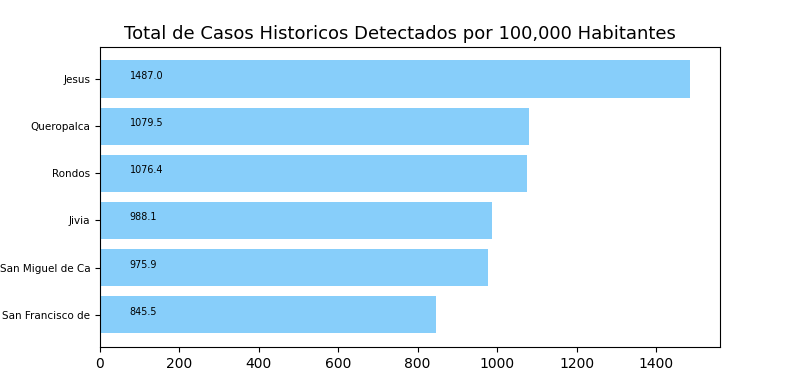 Total de Casos Historicos Detectados por 100,000 Habitantes
Jesus 1487.0
Queropalca 1079.5
Rondos 1076.4
Jivia 988.1
San Miguel de Ca 975.9
San Francisco de 845.5
0 200 400 600 800 1000 1200 1400